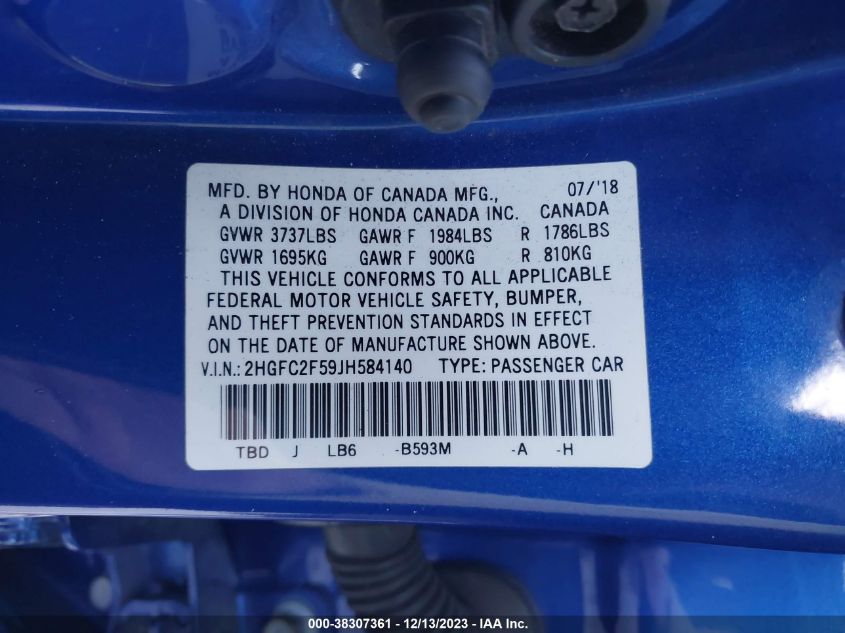 MFD. BY HONDA OF CANADA MFG., 07/'18
A DIVISION OF HONDA CANADA INC. CANADA
GVWR 3737LBS GAWR F 1984LBS R 1786LBS
GVWR 1695KG GAWR F 900KG R 810KG
THIS VEHICLE CONFORMS TO ALL APPLICABLE
FEDERAL MOTOR VEHICLE SAFETY, BUMPER,
AND THEFT PREVENTION STANDARDS IN EFFECT
ON THE DATE OF MANUFACTURE SHOWN ABOVE.
V.I.N.: 2HGFC2F59JH584140 TYPE: PASSENGER CAR
TBD J LB6 -B593M -A -H
000-38307361 - 12/13/2023 - IAA Inc.